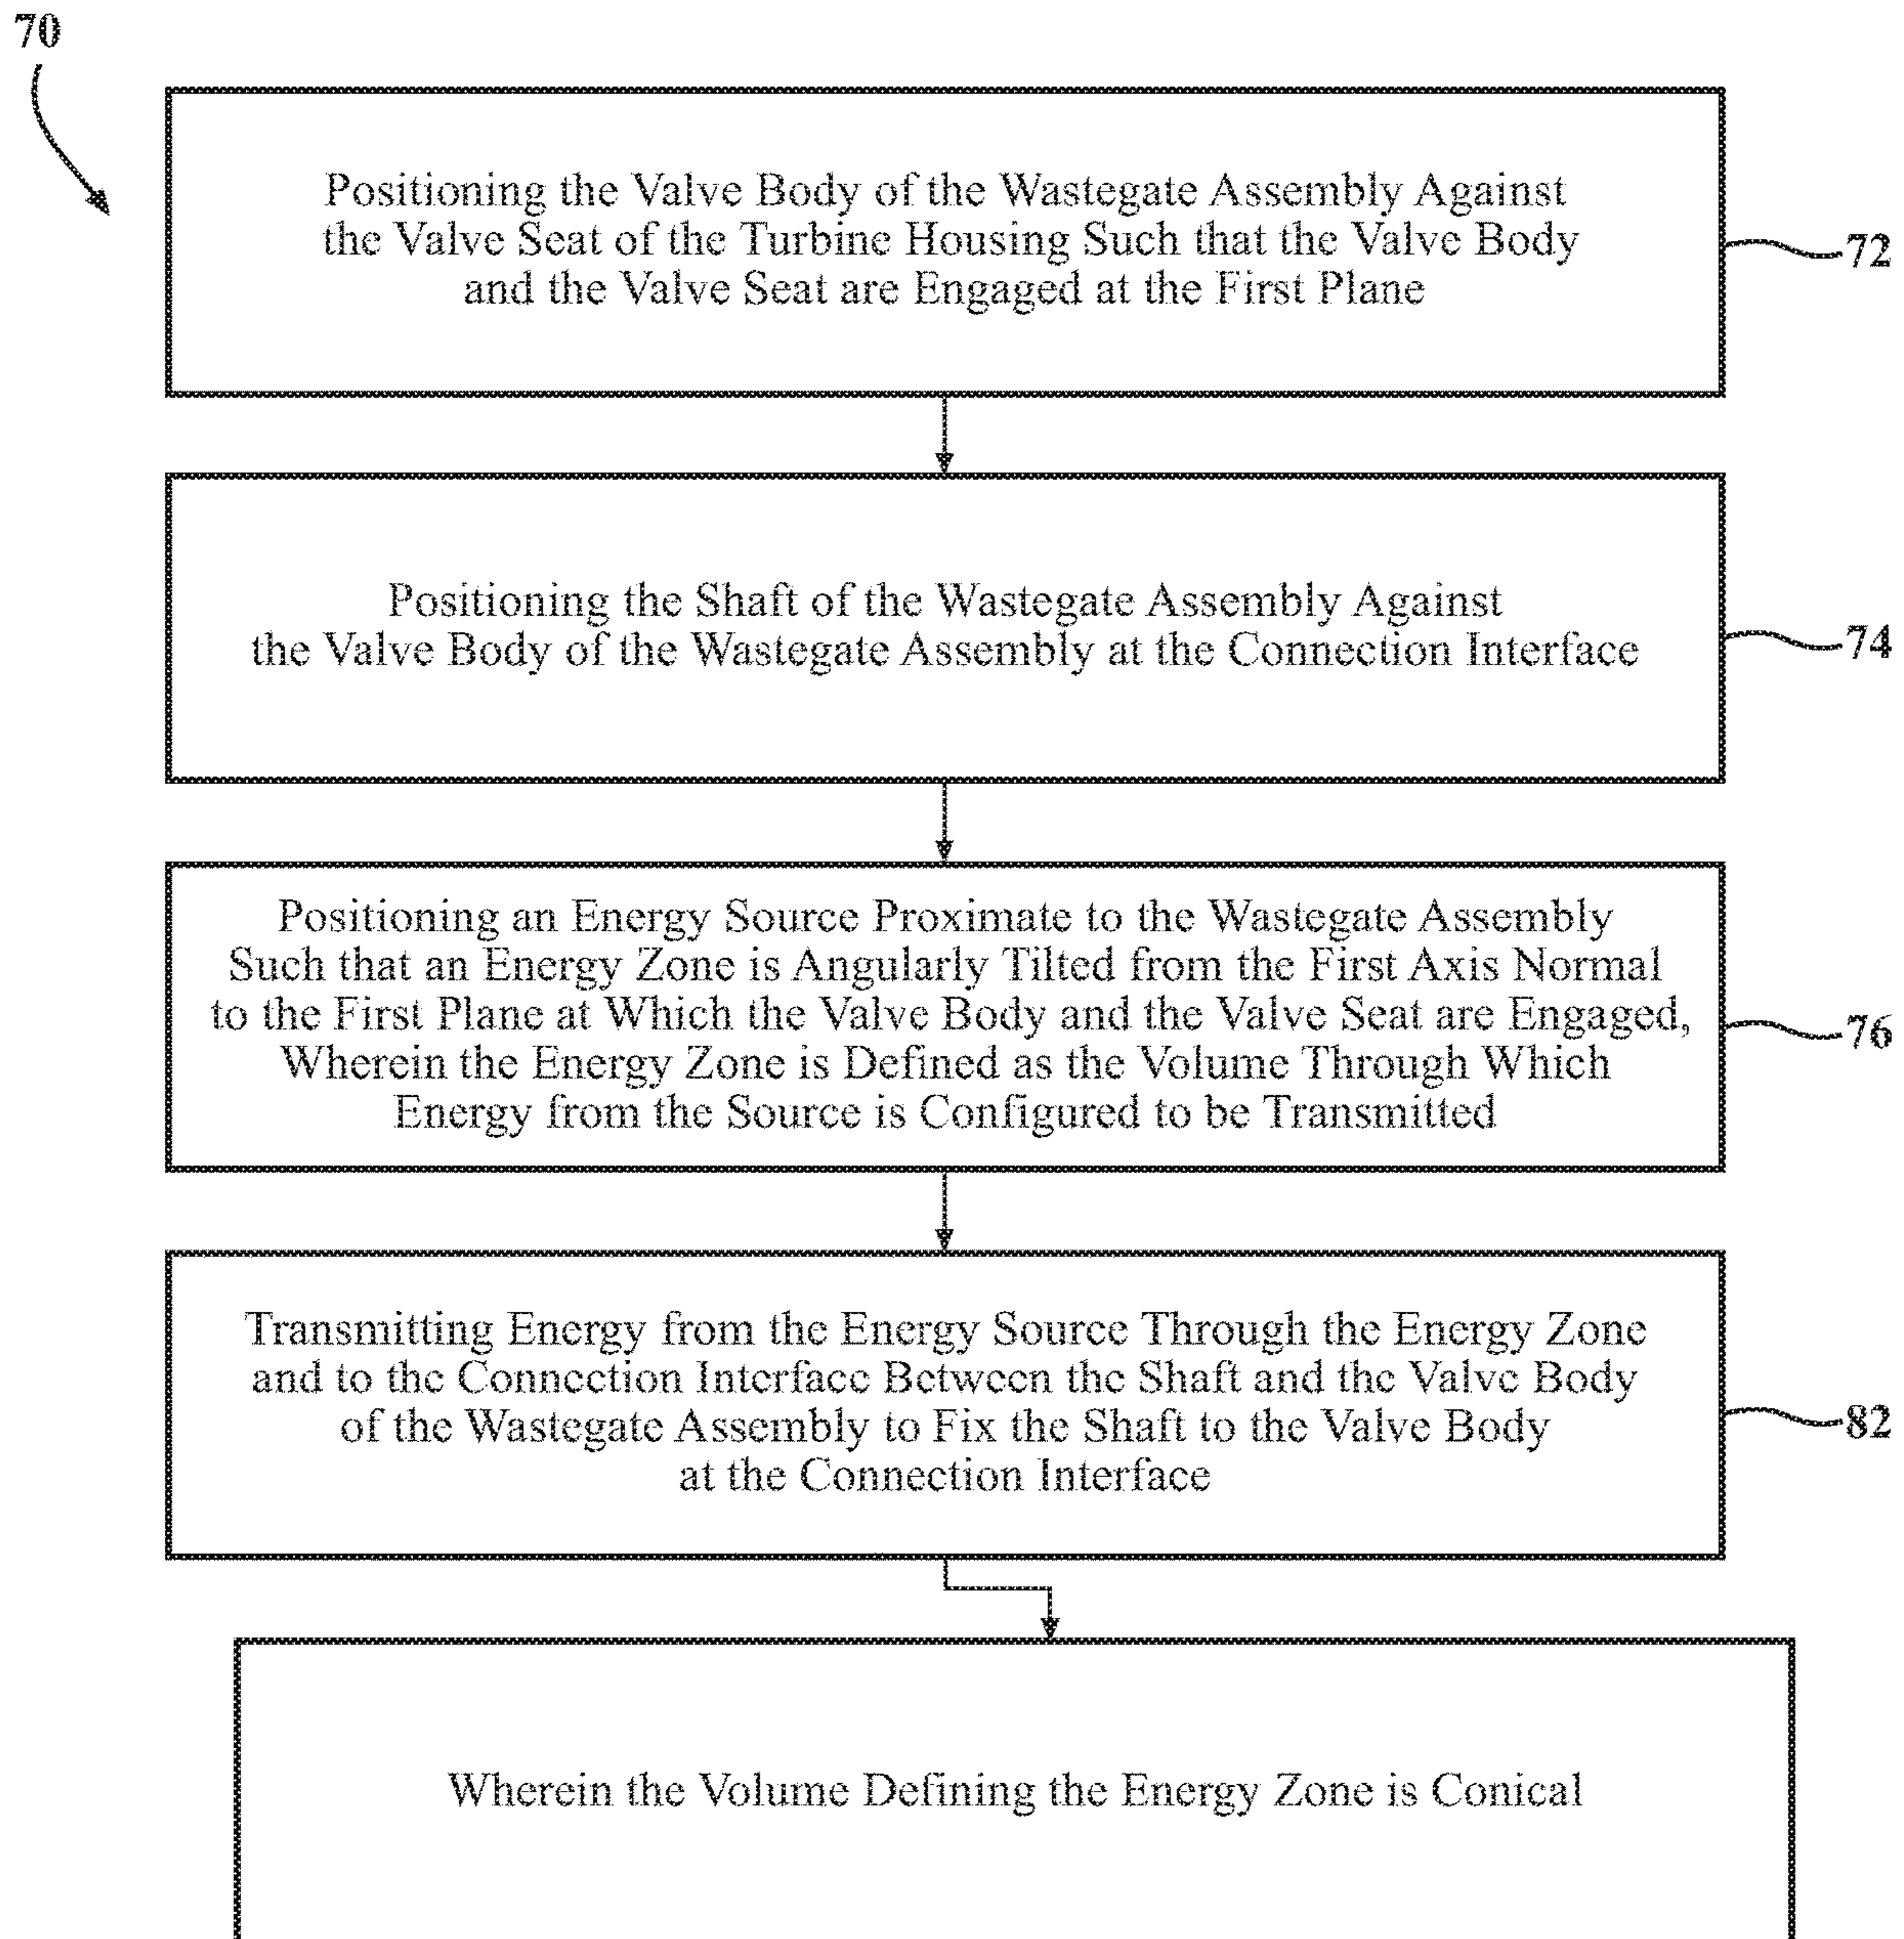 70
Positioning the Valve Body of the Wastegate Assembly Against
the Valve Seat of the Turbine Housing Such that the Valve Body
and the Valve Seat are Engaged at the First Plane
72
Positioning the Shaft of the Wastegate Assembly Against
the Valve Body of the Wastegate Assembly at the Connection Interface
74
Positioning an Energy Source Proximate to the Wastegate Assembly
Such that an Energy Zone is Angularly Tilted from the First Axis Normal
to the First Plane at Which the Valve Body and the Valve Seat are Engaged,
Wherein the Energy Zone is Defined as the Volume Through Which
Energy from the Source is Configured to be Transmitted
76
Transmitting Energy from the Energy Source Through the Energy Zone
and to the Connection Interface Between the Shaft and the Valve Body
of the Wastegate Assembly to Fix the Shaft to the Valve Body
at the Connection Interface
82
Wherein the Volume Defining the Energy Zone is Conical